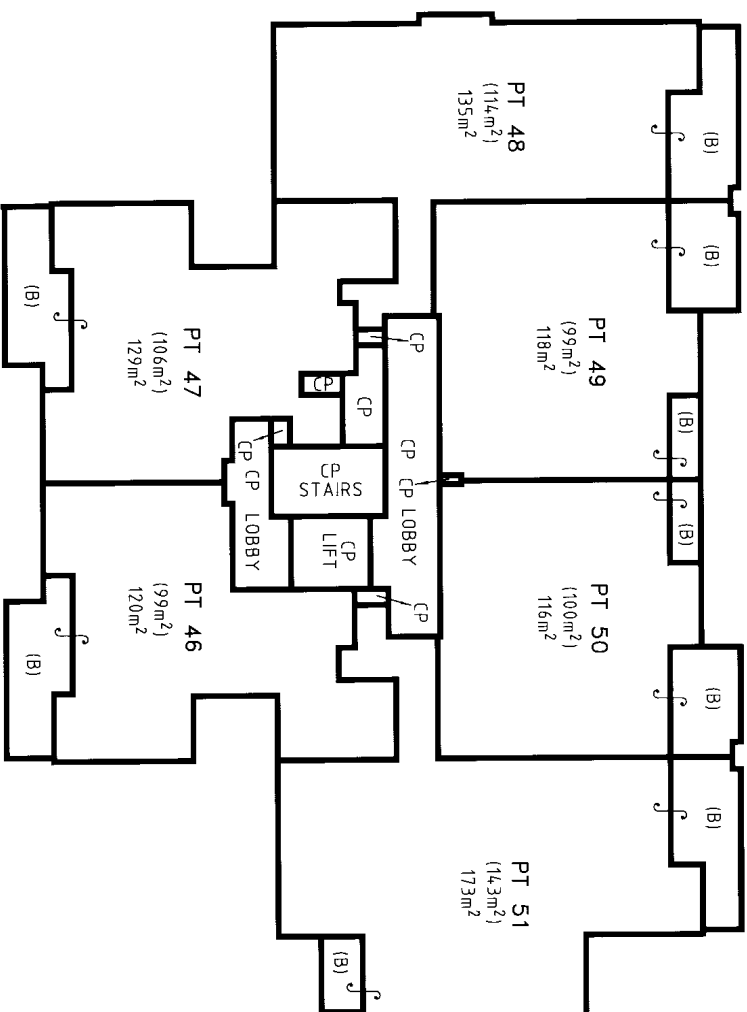 PT 48
(114m²)
135m²
(B)
(B)
PT 49
(99m²)
118m²
(B)
(B)
PT 50
(100m²)
116m²
(B)
(B)
PT 51
(143m²)
173m²
(B)
PT 47
(106m²)
129m²
(B)
PT 46
(99m²)
120m²
(B)
CP
CP
CP
CP
CP LOBBY
CP
STAIRS
CP
LIFT
CP
CP LOBBY
CP